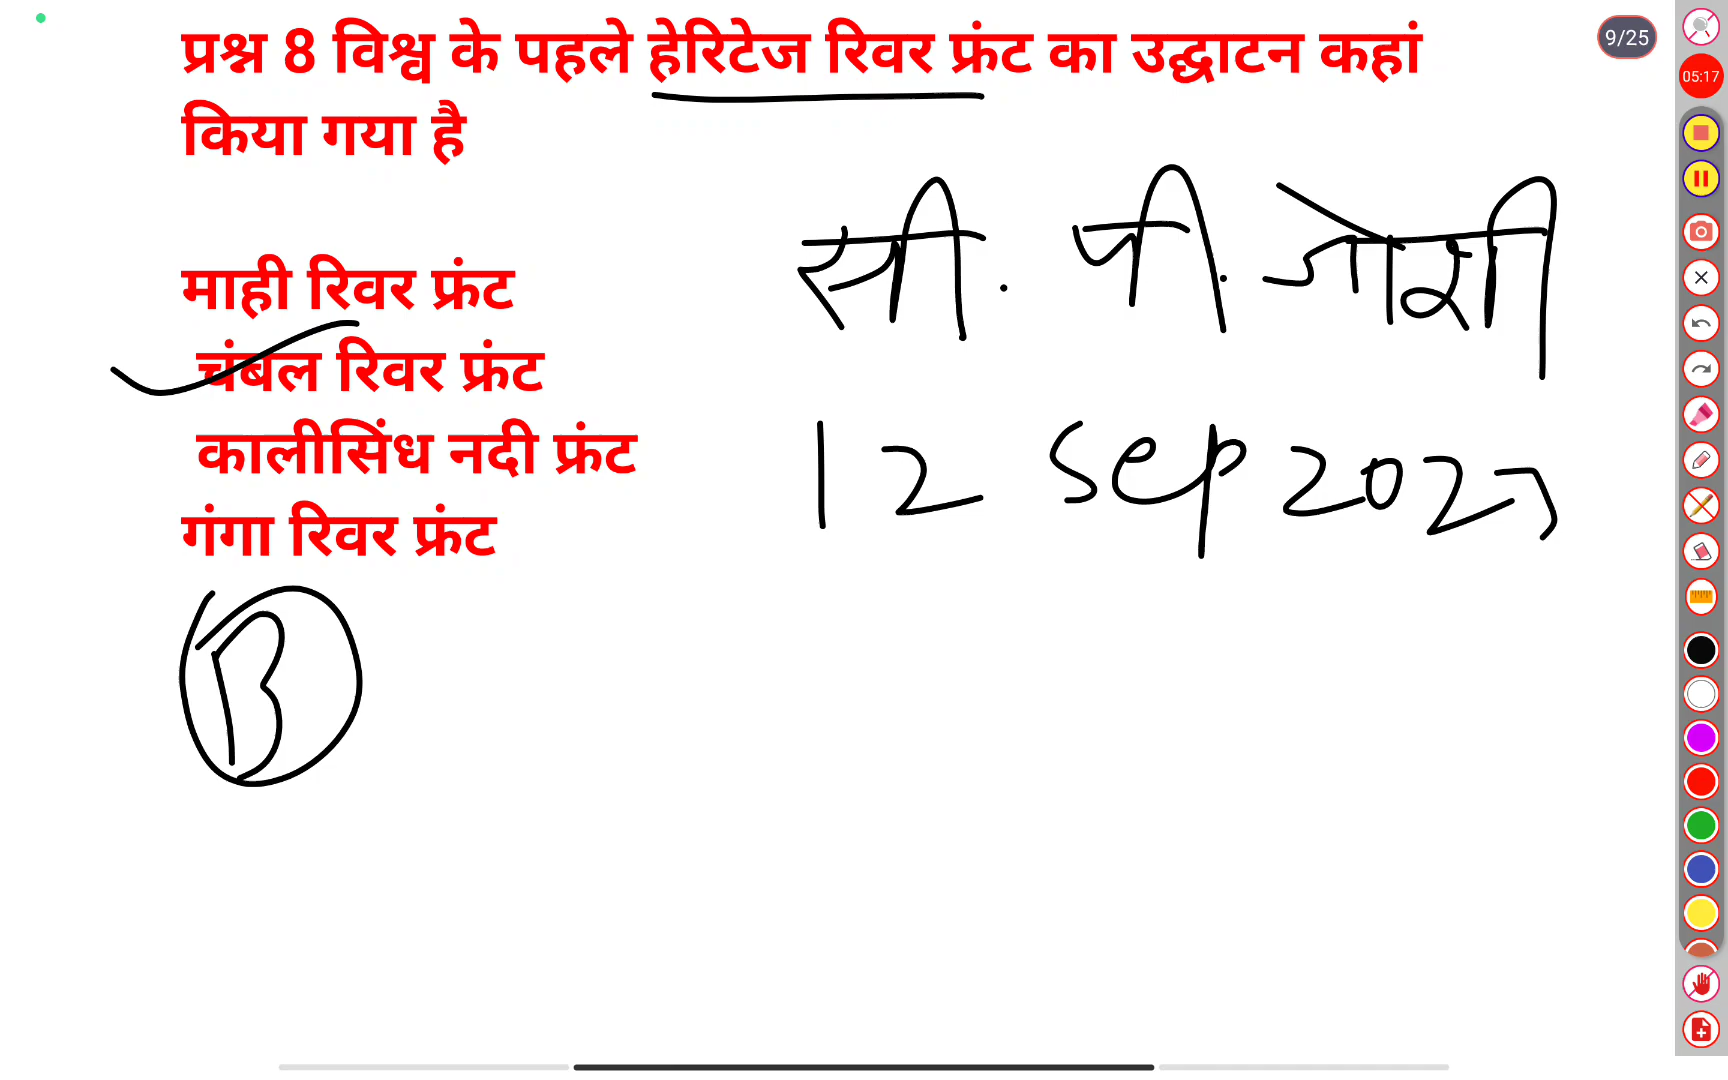 प्रश्न 8 विश्व के पहले हेरिटेज रिवर फ्रंट का उद्घाटन कहां
किया गया है
माही रिवर फ्रंट
चंबल रिवर फ्रंट
कालीसिंध नदी फ्रंट
गंगा रिवर फ्रंट
B
सी. पी. जोशी
12 Sep 2023
9/25
05:17